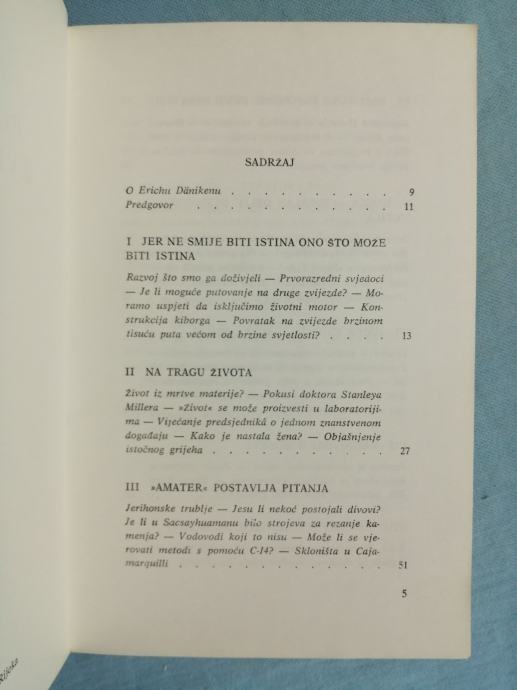 SADRŽAJ
O Erichu Dänikenu . . . . . . . . . . 9
Predgovor . . . . . . . . . . . 11
I JER NE SMIJE BITI ISTINA ONO ŠTO MOŽE
BITI ISTINA
Razvoj što smo ga doživjeli — Prvorazredni svjedoci
— Je li moguće putovanje na druge zvijezde? — Mo-
ramo uspjeti da isključimo životni motor — Kon-
strukcija kiborga — Povratak na zvijezde brzinom
tisuću puta većom od brzine svjetlosti? . . . . 13
II NA TRAGU ŽIVOTA
Život iz mrtve materije? — Pokusi doktora Stanleya
Millera — »Život« se može proizvesti u laboratoriji-
ma — Vijećanje predsjednikâ o jednom znanstvenom
događaju — Kako je nastala žena? — Objašnjenje
istočnog grijeha . . . . . . . . . . . 27
III »AMATER« POSTAVLJA PITANJA
Jerihonske trublje — Jesu li nekoć postojali divovi?
Je li u Sacsayhuamanu bilo strojeva za rezanje ka-
menja? — Vodovodi koji to nisu — Može li se vje-
rovati metodi s pomoću C-14? — Skloništa u Caja-
marquilli . . . . . . . . . . . . 51
5